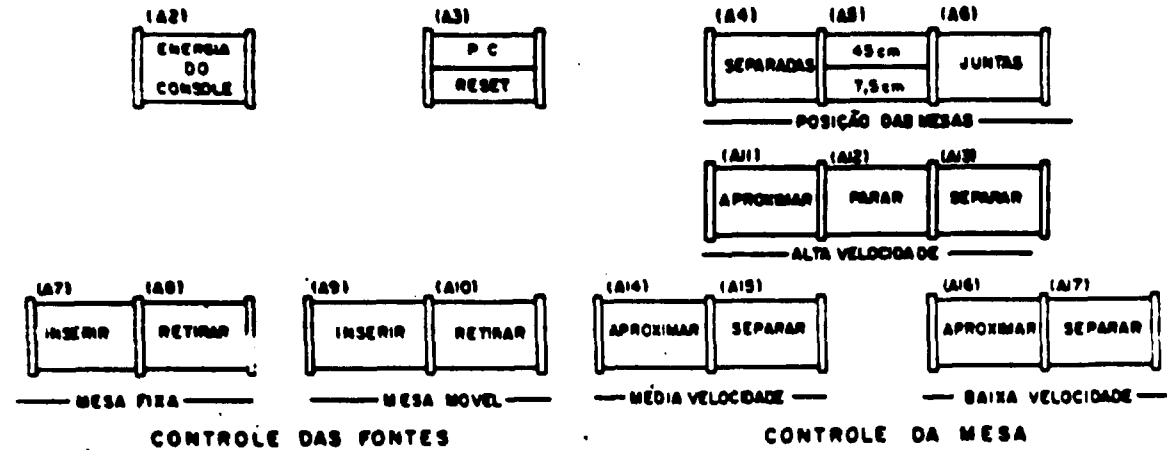 (A2) (A3) (A4) (A5) (A6)
ENERGIA DO CONSOLE
P C
RESET
SEPARADAS
45 cm
7,5 cm
JUNTAS
POSIÇÃO DAS MESAS
(A11) (A12) (A13)
APROXIMAR PARAR SEPARAR
ALTA VELOCIDADE
(A7) (A8) (A9) (A10) (A14) (A15) (A16) (A17)
INSERIR RETIRAR INSERIR RETIRAR APROXIMAR SEPARAR APROXIMAR SEPARAR
MESA FIXA MESA MOVEL MÉDIA VELOCIDADE BAIXA VELOCIDADE
CONTROLE DAS FONTES CONTROLE DA MESA